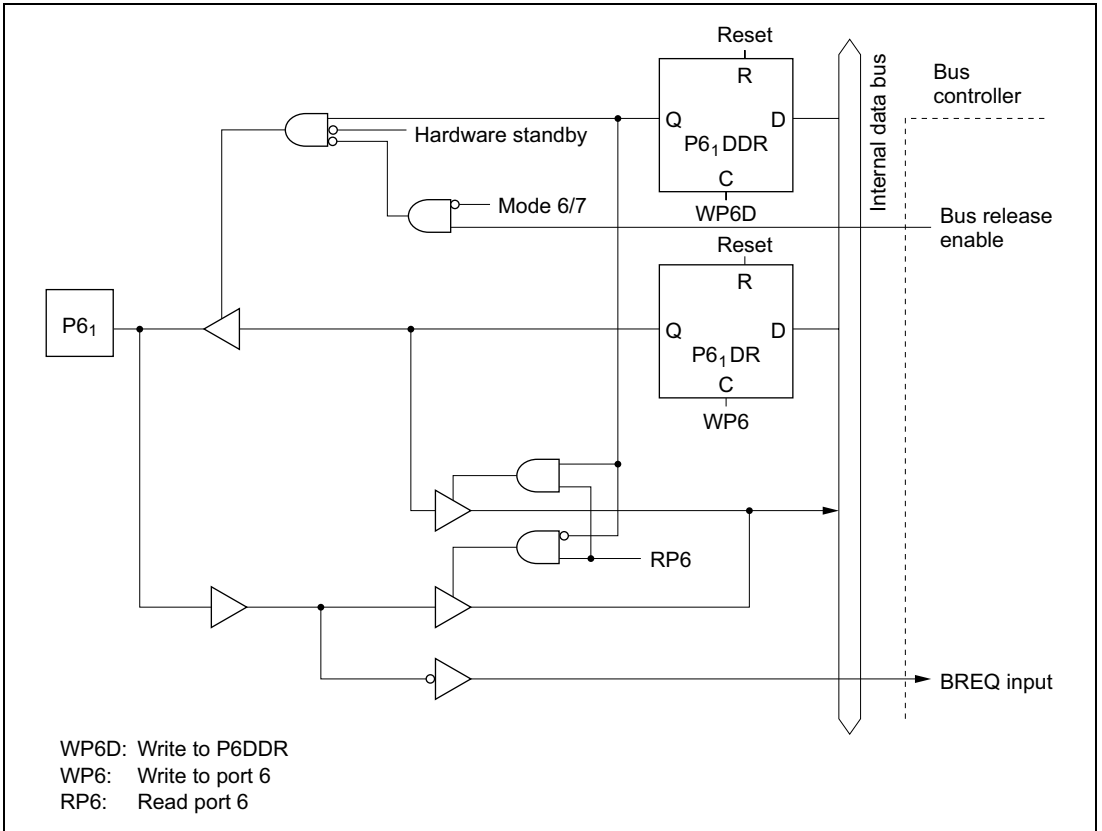 Reset
R
Q D
P6₁DDR
C
WP6D
Hardware standby
Mode 6/7
Internal data bus
Bus
controller
Bus release
enable
Reset
R
Q D
P6₁DR
C
WP6
P6₁
RP6
BREQ input
WP6D: Write to P6DDR
WP6: Write to port 6
RP6: Read port 6